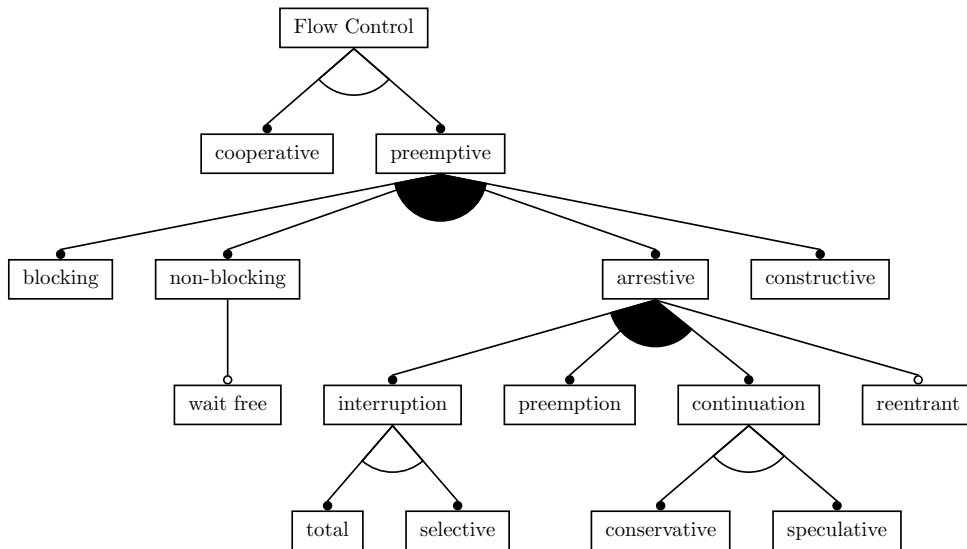 Flow Control
cooperative
preemptive
blocking
non-blocking
arrestive
constructive
wait free
interruption
preemption
continuation
reentrant
total
selective
conservative
speculative